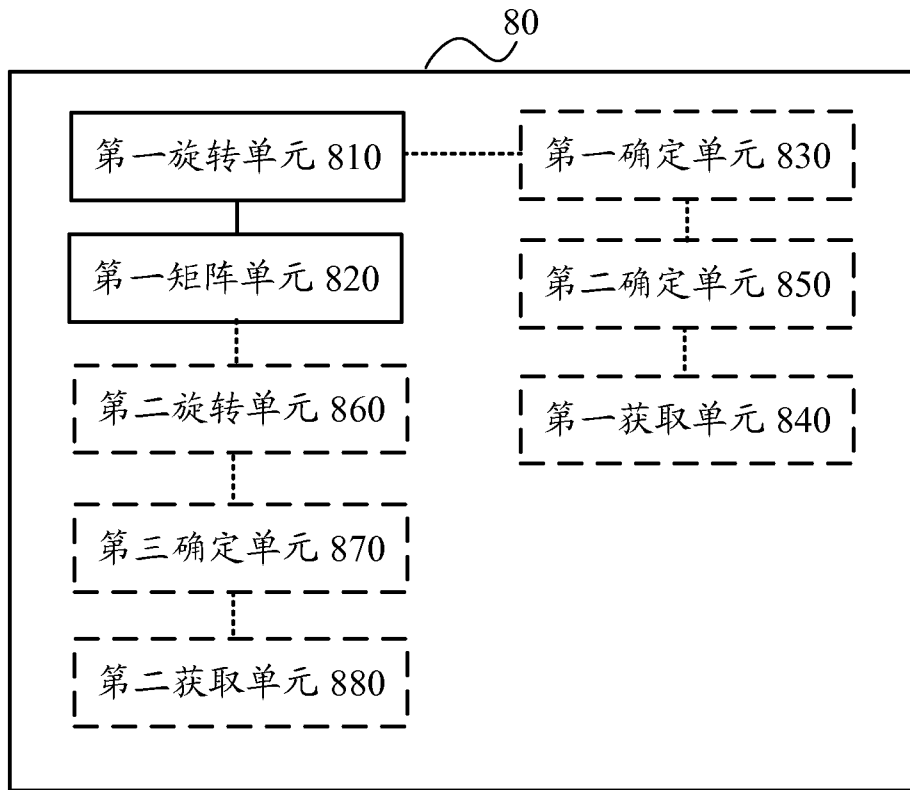 80
第一旋转单元 810
第一确定单元 830
第一矩阵单元 820
第二确定单元 850
第二旋转单元 860
第一获取单元 840
第三确定单元 870
第二获取单元 880